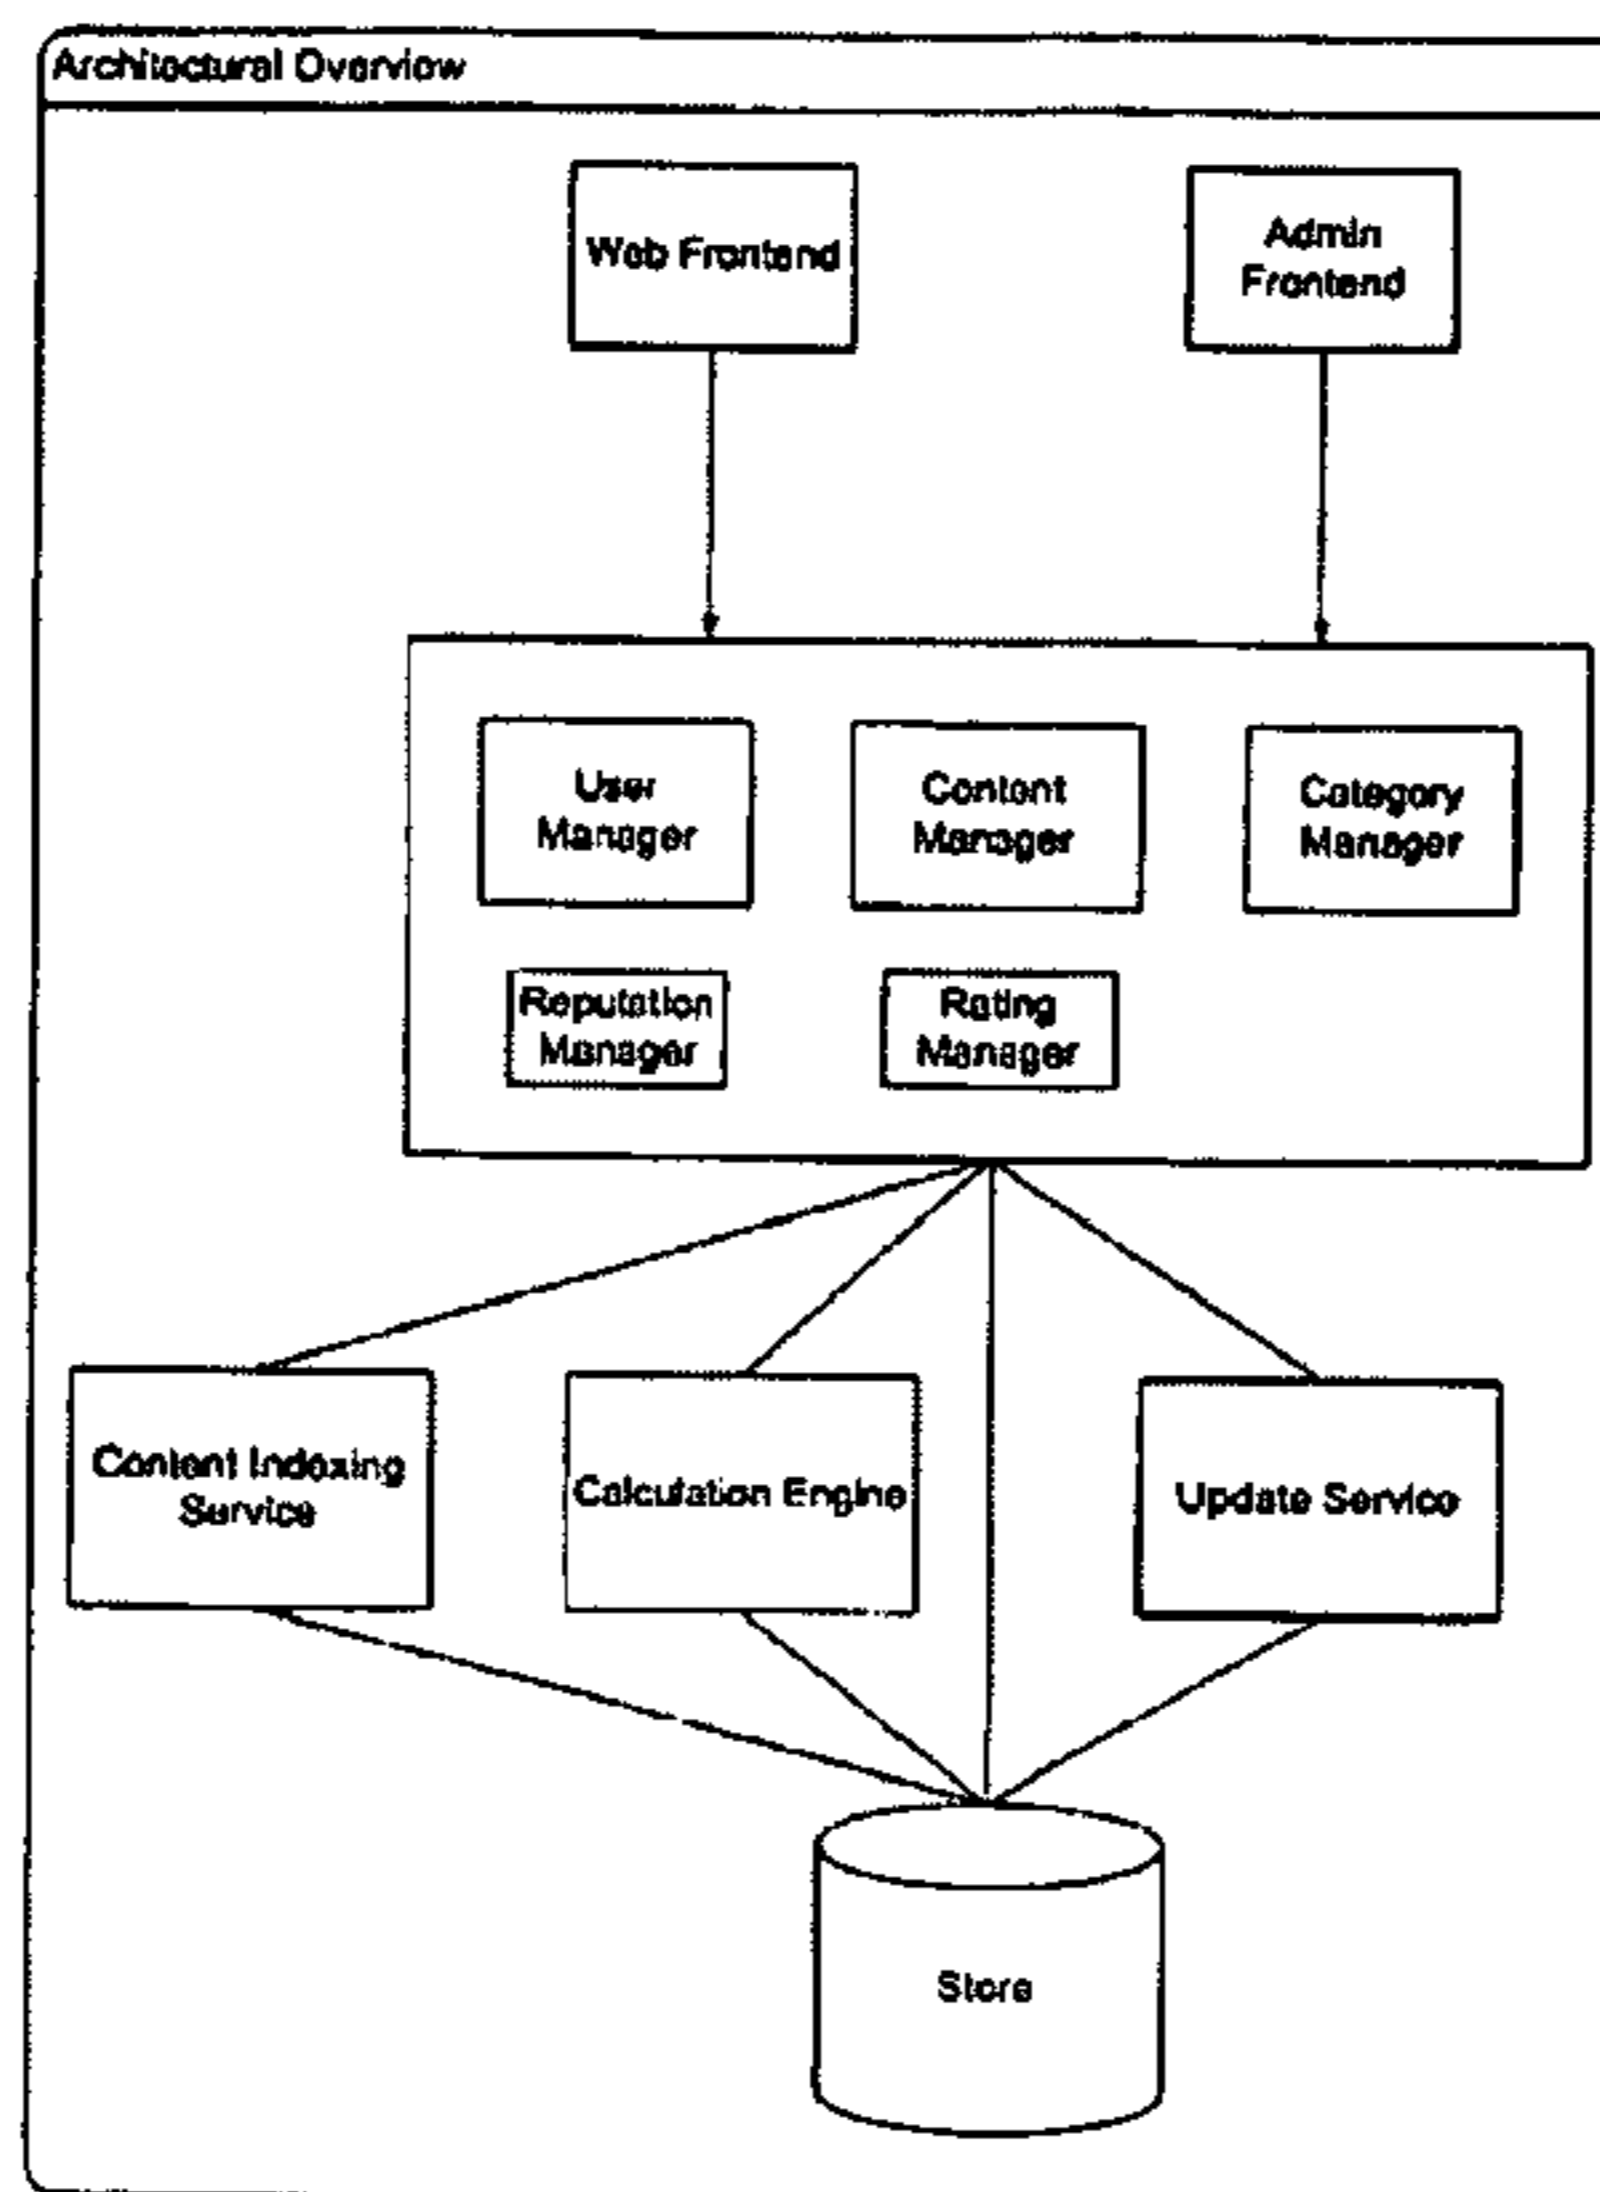 Architectural Overview
Web Frontend
Admin
Frontend
User
Manager
Content
Manager
Category
Manager
Reputation
Manager
Rating
Manager
Content Indexing
Service
Calculation Engine
Update Service
Store